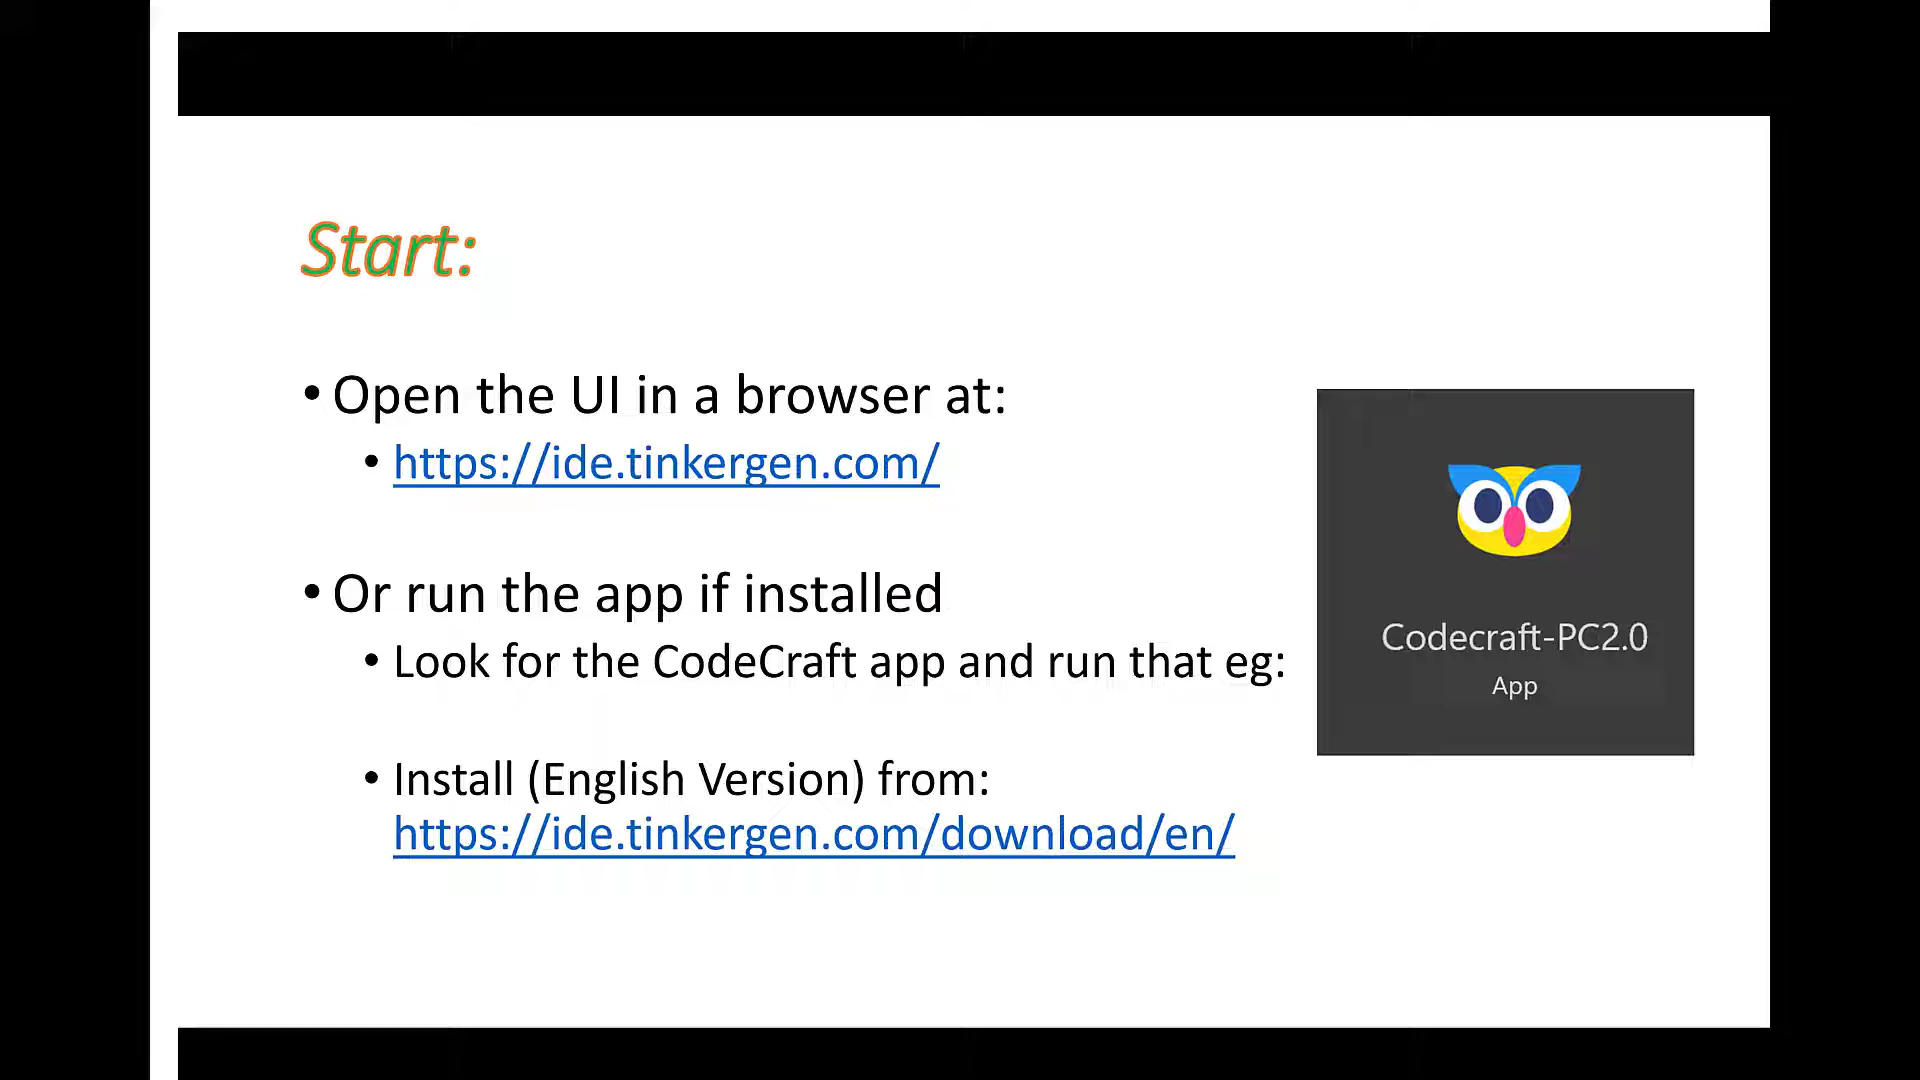 Start:
• Open the UI in a browser at:
• https://ide.tinkergen.com/
• Or run the app if installed
• Look for the CodeCraft app and run that eg:
• Install (English Version) from:
https://ide.tinkergen.com/download/en/
Codecraft-PC2.0
App